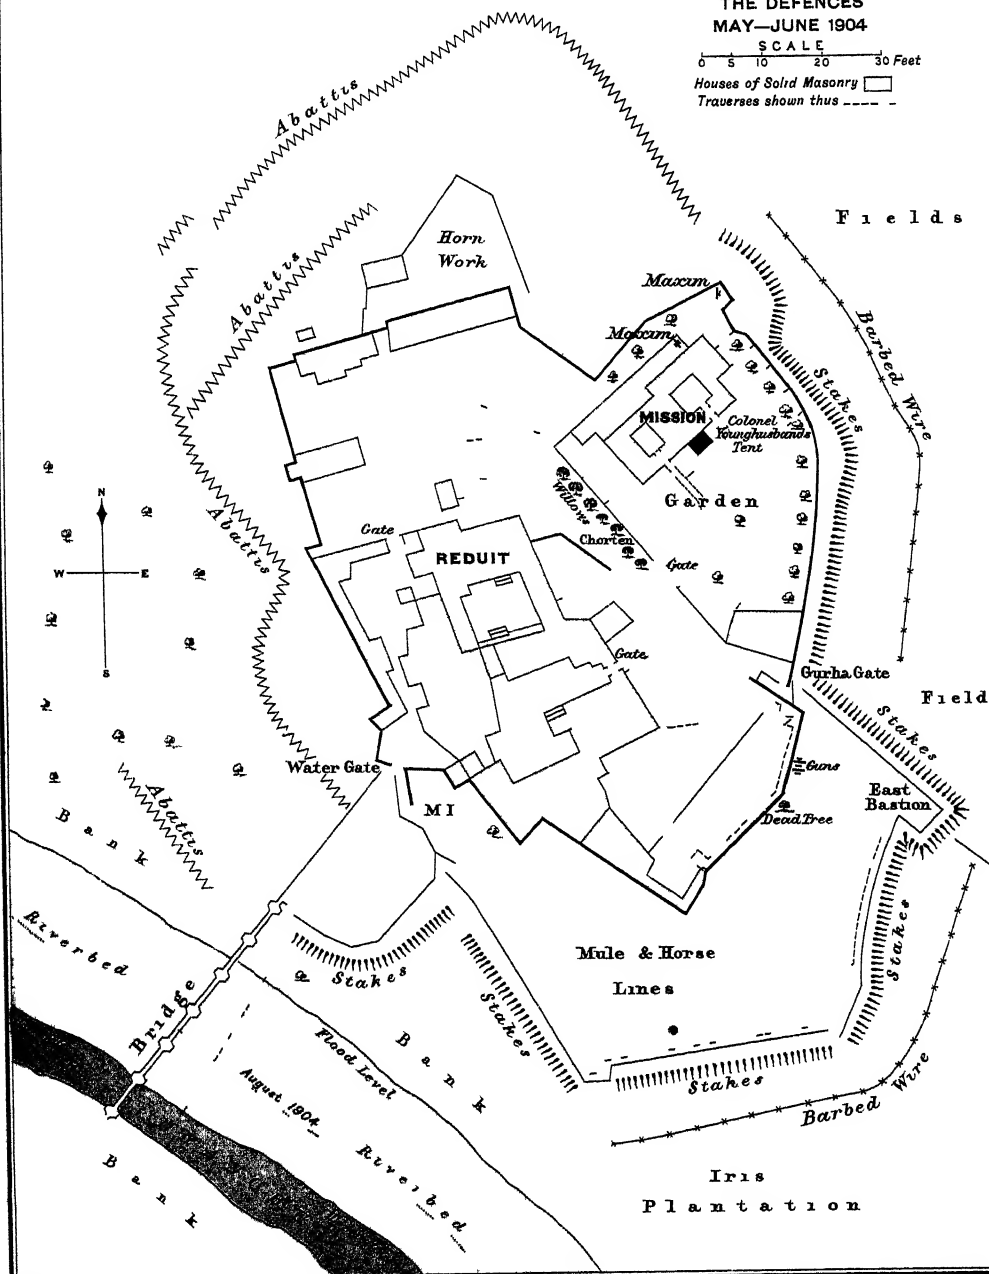 THE DEFENCES
MAY—JUNE 1904
SCALE
0 5 10 20 30 Feet
Houses of Solid Masonry
Traverses shown thus
Abattis
Fields
Horn
Work
Abattis
Maxim
Maxim
Barbed Wire
Stakes
MISSION
Colonel
Younghusband's
Tent
Willows
Garden
N
W E
S
Abattis
Gate
Chorten
REDUIT
Gate
Gate
Gurha Gate
Field
Stakes
Water Gate
Guns
East
Bastion
MI
Dead Tree
Abattis
Bank
Stakes
Riverbed
Mule & Horse
Lines
Stakes
Stakes
Bridge
Bank
Flood Level
August 1904
Stakes
Barbed Wire
Riverbed
Bank
Iris
Plantation